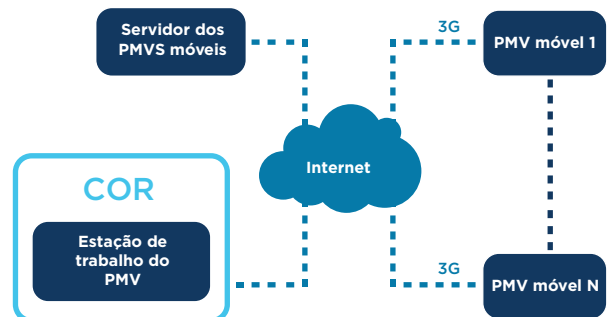 Servidor dos
PMVS móveis
3G
PMV móvel 1
Internet
COR
Estação de
trabalho do
PMV
3G
PMV móvel N